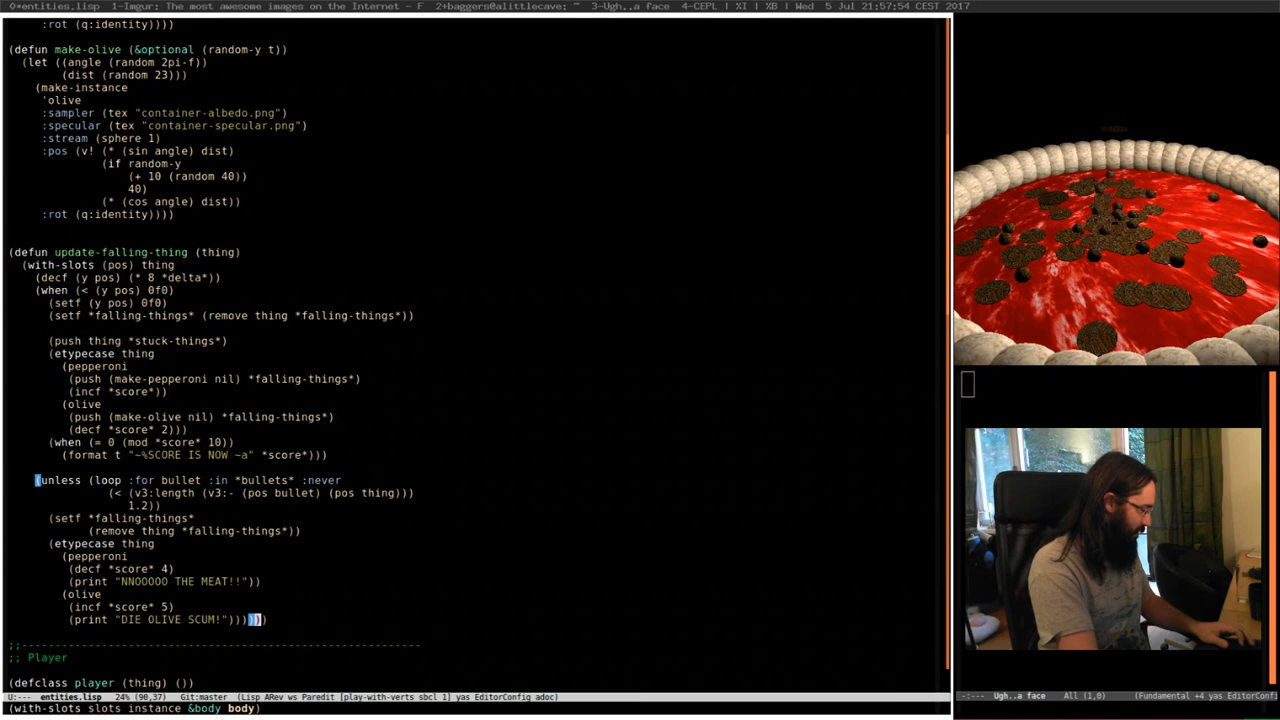 0*entities.lisp  1-Imgur: The most awesome images on the Internet - F  2*baggers@alittlecave: ~  3-Ugh..a face  4-CEPL | %I | %B | Wed  5 Jul 21:57:54 CEST 2017
:rot (q:identity))))
(defun make-olive (&optional (random-y t))
(let ((angle (random 2pi-f))
(dist (random 23)))
(make-instance
'olive
:sampler (tex "container-albedo.png")
:specular (tex "container-specular.png")
:stream (sphere 1)
:pos (v! (* (sin angle) dist)
(if random-y
(+ 10 (random 40))
40)
(* (cos angle) dist))
:rot (q:identity))))
(defun update-falling-thing (thing)
(with-slots (pos) thing
(decf (y pos) (* 8 *delta*))
(when (< (y pos) 0f0)
(setf (y pos) 0f0)
(setf *falling-things* (remove thing *falling-things*))
(push thing *stuck-things*)
(etypecase thing
(pepperoni
(push (make-pepperoni nil) *falling-things*)
(incf *score*))
(olive
(push (make-olive nil) *falling-things*)
(decf *score* 2)))
(when (= 0 (mod *score* 10))
(format t "~%SCORE IS NOW ~a" *score*)))
(unless (loop :for bullet :in *bullets* :never
(< (v3:length (v3:- (pos bullet) (pos thing)))
1.2))
(setf *falling-things*
(remove thing *falling-things*))
(etypecase thing
(pepperoni
(decf *score* 4)
(print "NNOOOOO THE MEAT!!"))
(olive
(incf *score* 5)
(print "DIE OLIVE SCUM!"))))))
;;------------------------------------------------------------
;; Player
(defclass player (thing) ())
U:---  entities.lisp  24% (90,37)  Git:master  (Lisp ARev ws Paredit [play-with-verts sbcl 1] yas EditorConfig adoc)
(with-slots slots instance &body body)
-:---  Ugh..a face  All (1,0)  (Fundamental +4 yas EditorConfig)